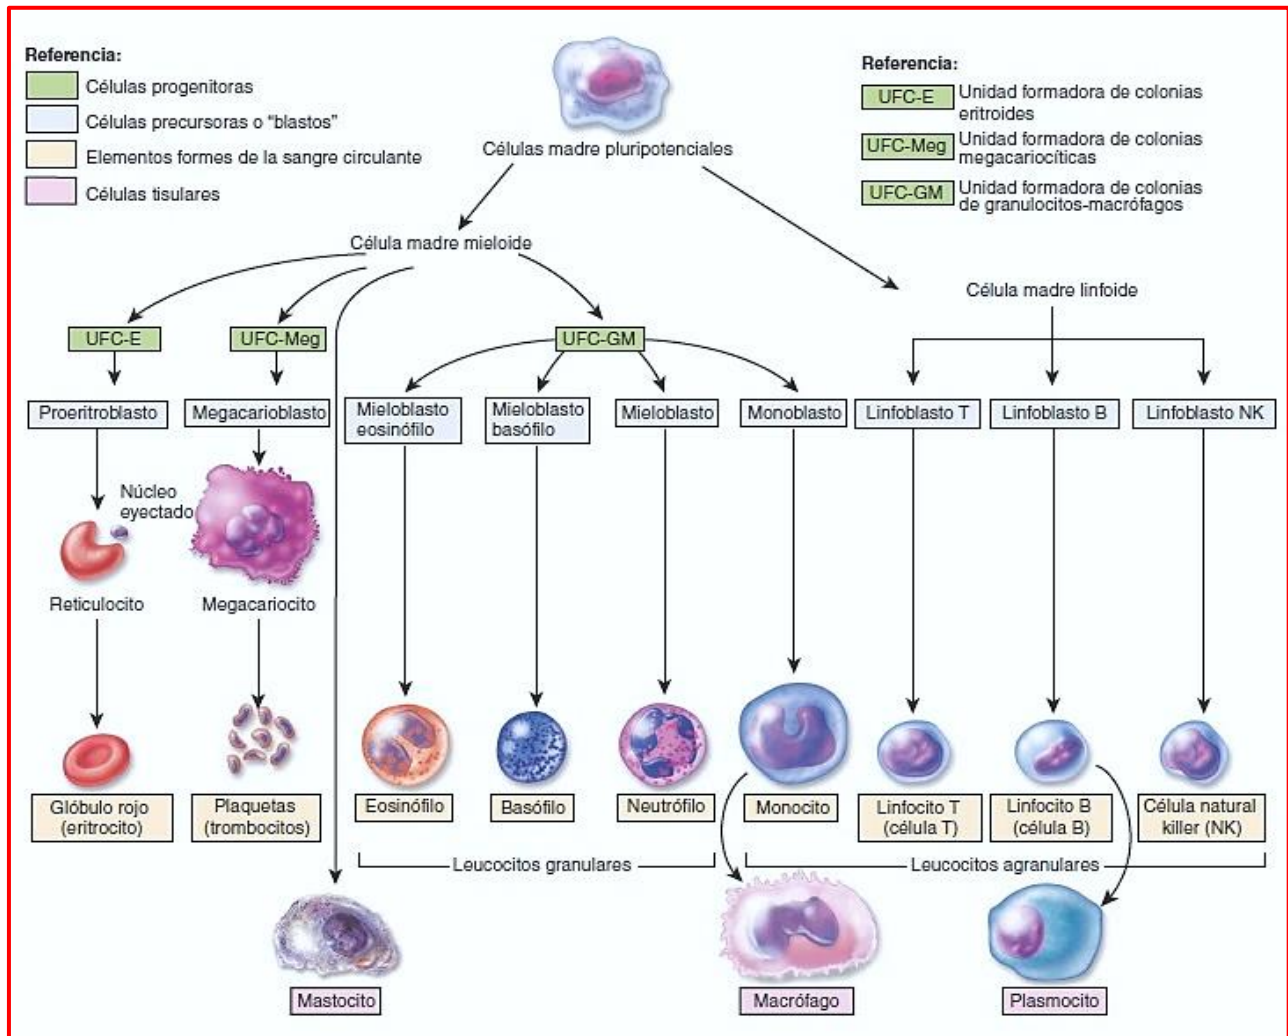 Referencia:
Células progenitoras
Células precursoras o “blastos”
Elementos formes de la sangre circulante
Células tisulares
Referencia:
UFC-E
Unidad formadora de colonias
eritroides
UFC-Meg
Unidad formadora de colonias
megacariocíticas
UFC-GM
Unidad formadora de colonias
de granulocitos-macrófagos
Células madre pluripotenciales
Célula madre mieloide
Célula madre linfoide
UFC-E
UFC-Meg
UFC-GM
Proeritroblasto
Megacarioblasto
Mieloblasto
eosinófilo
Mieloblasto
basófilo
Mieloblasto
Monoblasto
Linfoblasto T
Linfoblasto B
Linfoblasto NK
Núcleo
eyectado
Reticulocito
Megacariocito
Glóbulo rojo
(eritrocito)
Plaquetas
(trombocitos)
Eosinófilo
Basófilo
Neutrófilo
Monocito
Linfocito T
(célula T)
Linfocito B
(célula B)
Célula natural
killer (NK)
Leucocitos granulares
Leucocitos agranulares
Mastocito
Macrófago
Plasmocito